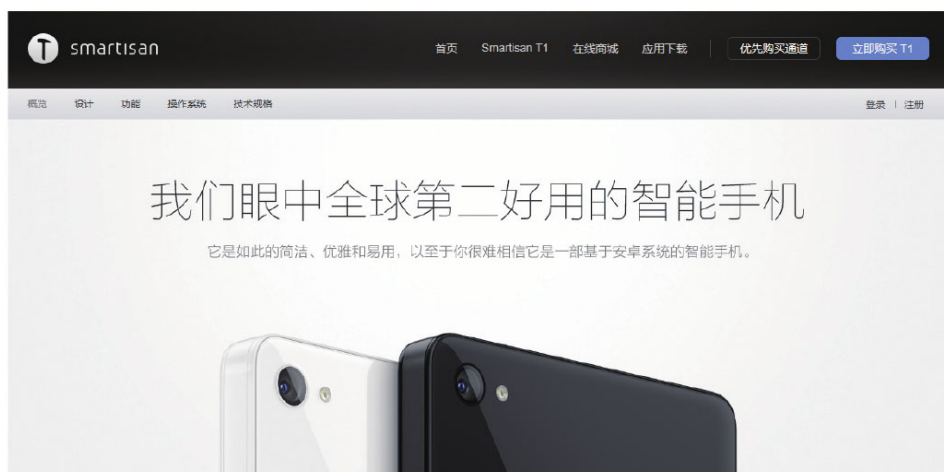 smartisan 首页 Smartisan T1 在线商城 应用下载 优先购买通道 立即购买 T1
概览 设计 功能 操作系统 技术规格 登录 | 注册
我们眼中全球第二好用的智能手机
它是如此的简洁、优雅和易用，以至于你很难相信它是一部基于安卓系统的智能手机。